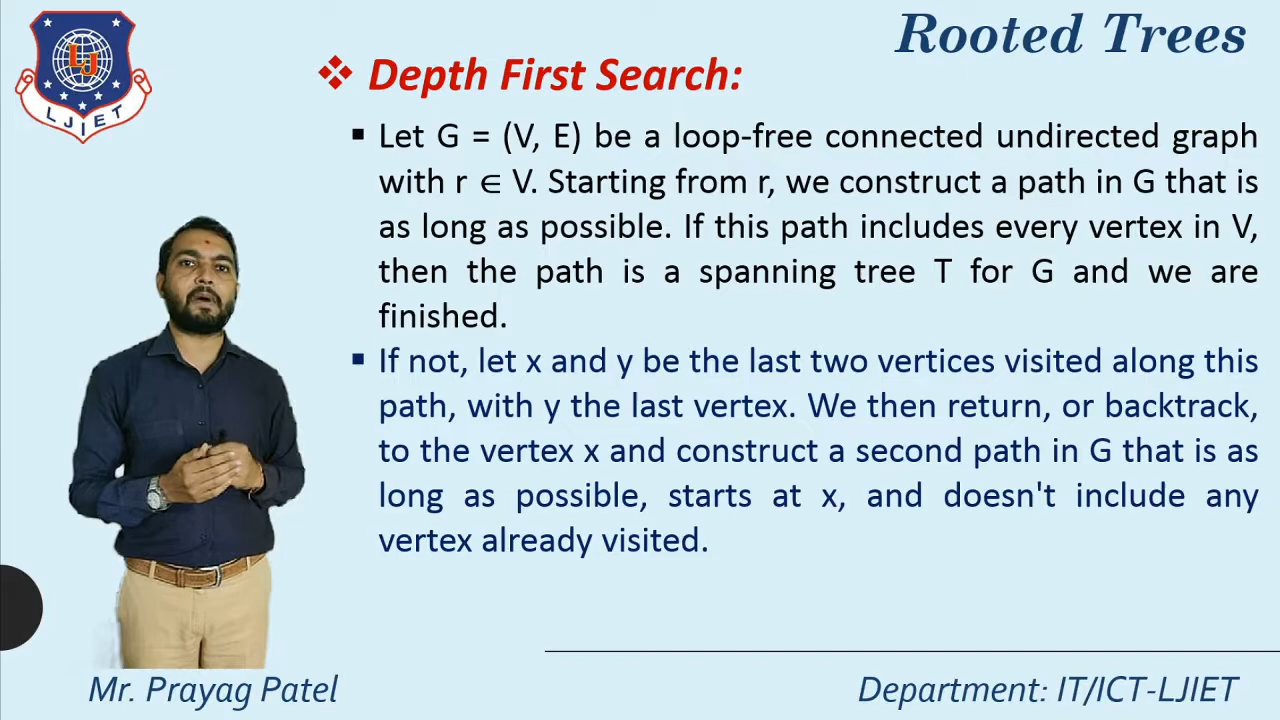 Rooted Trees
LJ
LJIET
❖ Depth First Search:
▪ Let G = (V, E) be a loop-free connected undirected graph
with r ∈ V. Starting from r, we construct a path in G that is
as long as possible. If this path includes every vertex in V,
then the path is a spanning tree T for G and we are
finished.
▪ If not, let x and y be the last two vertices visited along this
path, with y the last vertex. We then return, or backtrack,
to the vertex x and construct a second path in G that is as
long as possible, starts at x, and doesn't include any
vertex already visited.
Mr. Prayag Patel
Department: IT/ICT-LJIET